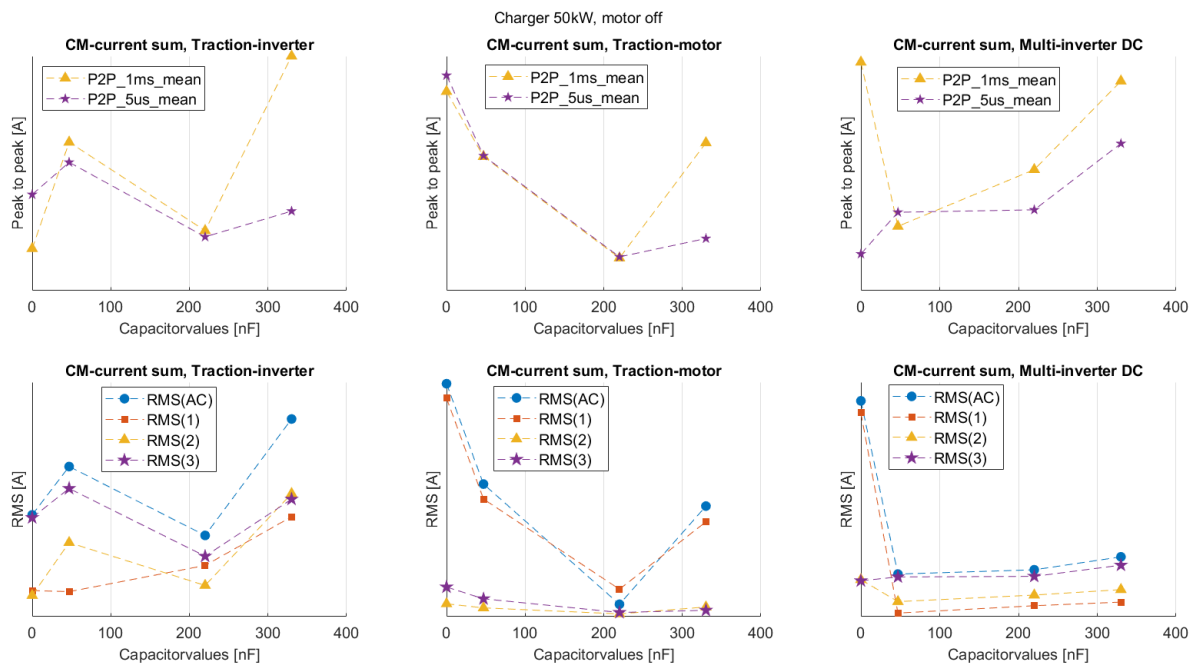 Charger 50kW, motor off
CM-current sum, Traction-inverter
P2P_1ms_mean
P2P_5us_mean
Peak to peak [A]
0 100 200 300 400
Capacitorvalues [nF]
CM-current sum, Traction-motor
P2P_1ms_mean
P2P_5us_mean
Peak to peak [A]
0 100 200 300 400
Capacitorvalues [nF]
CM-current sum, Multi-inverter DC
P2P_1ms_mean
P2P_5us_mean
Peak to peak [A]
0 100 200 300 400
Capacitorvalues [nF]
CM-current sum, Traction-inverter
RMS(AC)
RMS(1)
RMS(2)
RMS(3)
RMS [A]
0 100 200 300 400
Capacitorvalues [nF]
CM-current sum, Traction-motor
RMS(AC)
RMS(1)
RMS(2)
RMS(3)
RMS [A]
0 100 200 300 400
Capacitorvalues [nF]
CM-current sum, Multi-inverter DC
RMS(AC)
RMS(1)
RMS(2)
RMS(3)
RMS [A]
0 100 200 300 400
Capacitorvalues [nF]